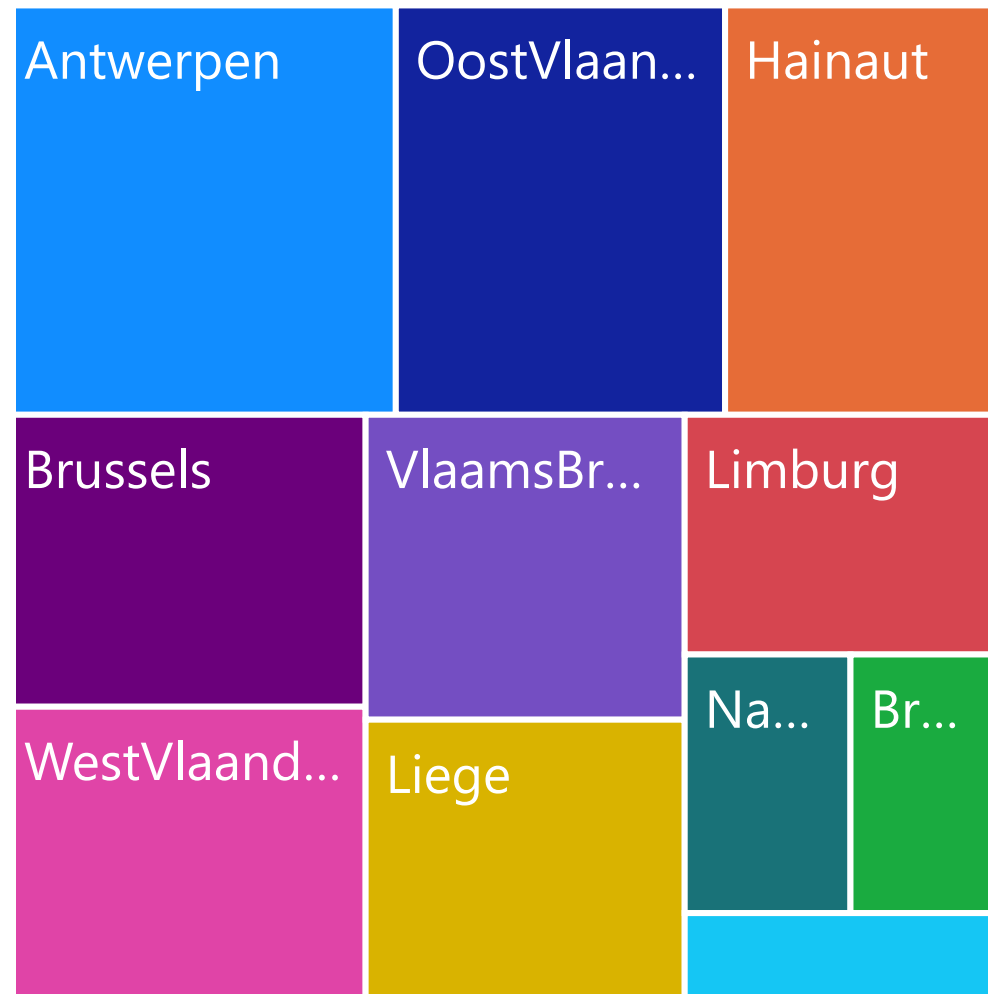 Antwerpen
OostVlaan...
Hainaut
Brussels
VlaamsBr...
Limburg
Na...
Br...
WestVlaand...
Liege